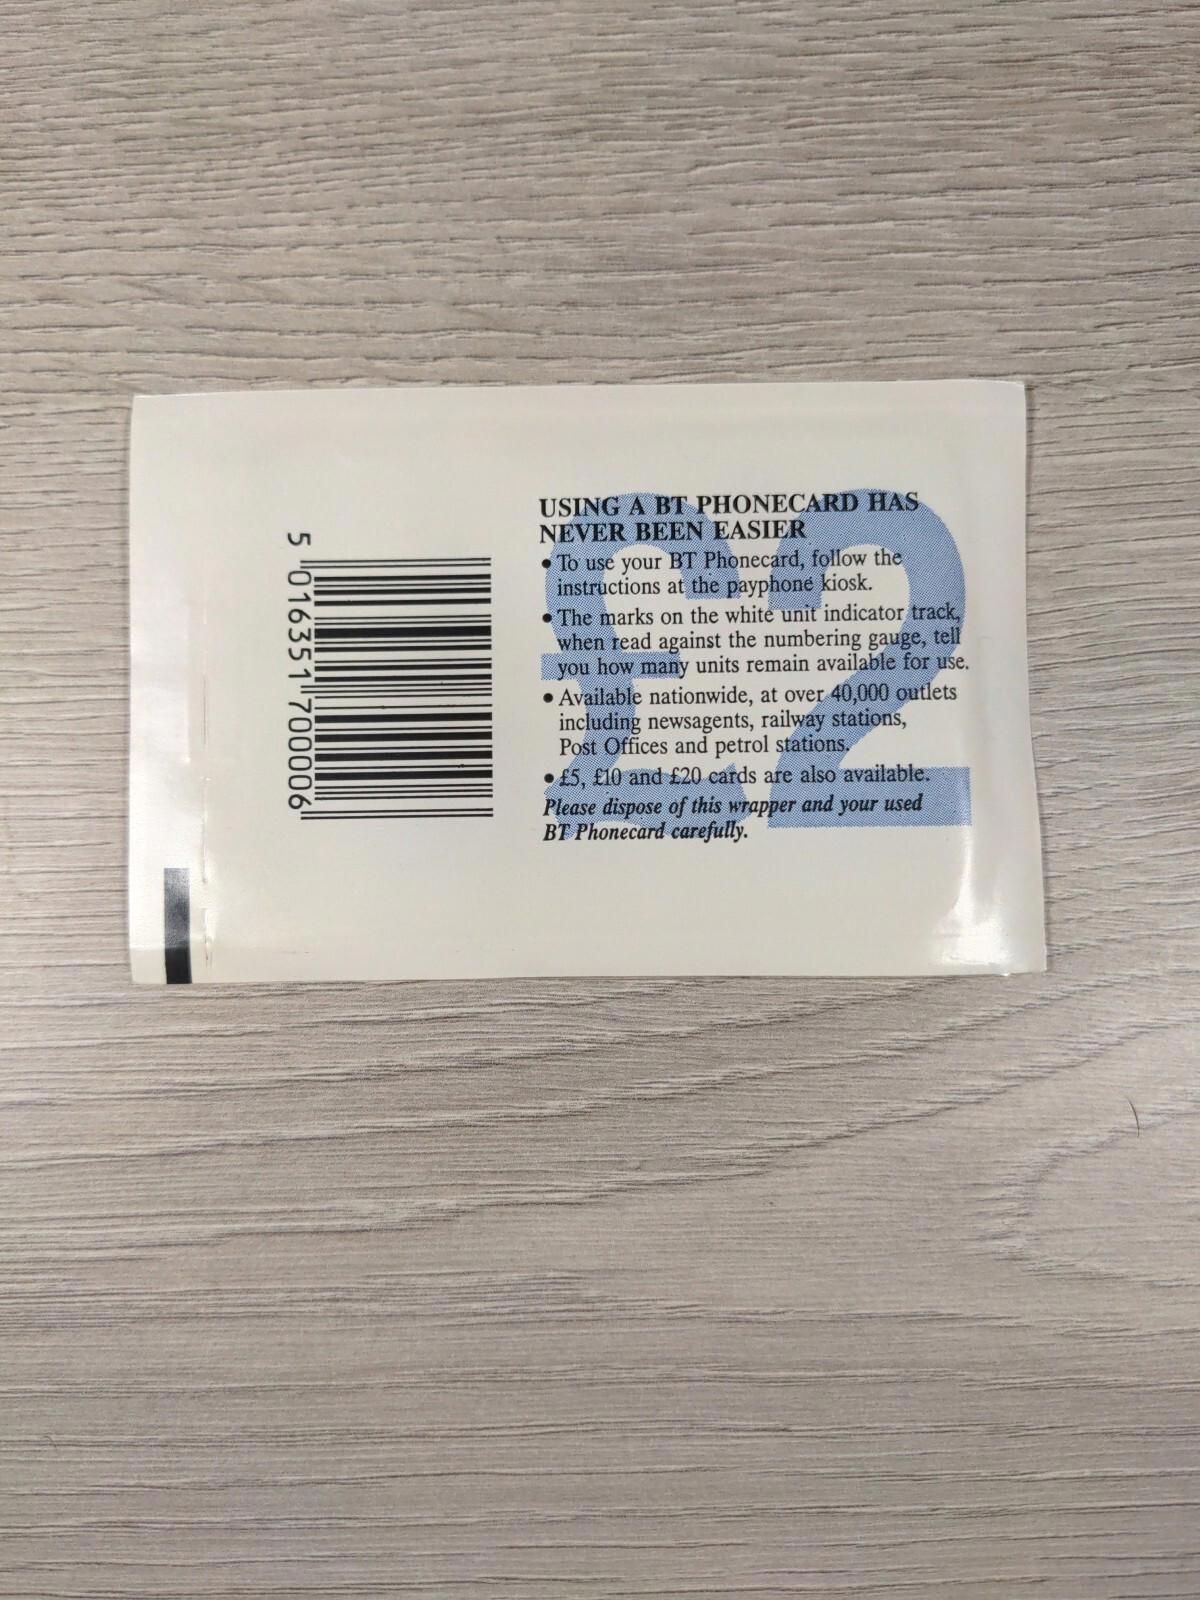 5 016351 700006
£2
USING A BT PHONECARD HAS
NEVER BEEN EASIER
• To use your BT Phonecard, follow the
instructions at the payphone kiosk.
• The marks on the white unit indicator track,
when read against the numbering gauge, tell
you how many units remain available for use.
• Available nationwide, at over 40,000 outlets
including newsagents, railway stations,
Post Offices and petrol stations.
• £5, £10 and £20 cards are also available.
Please dispose of this wrapper and your used
BT Phonecard carefully.